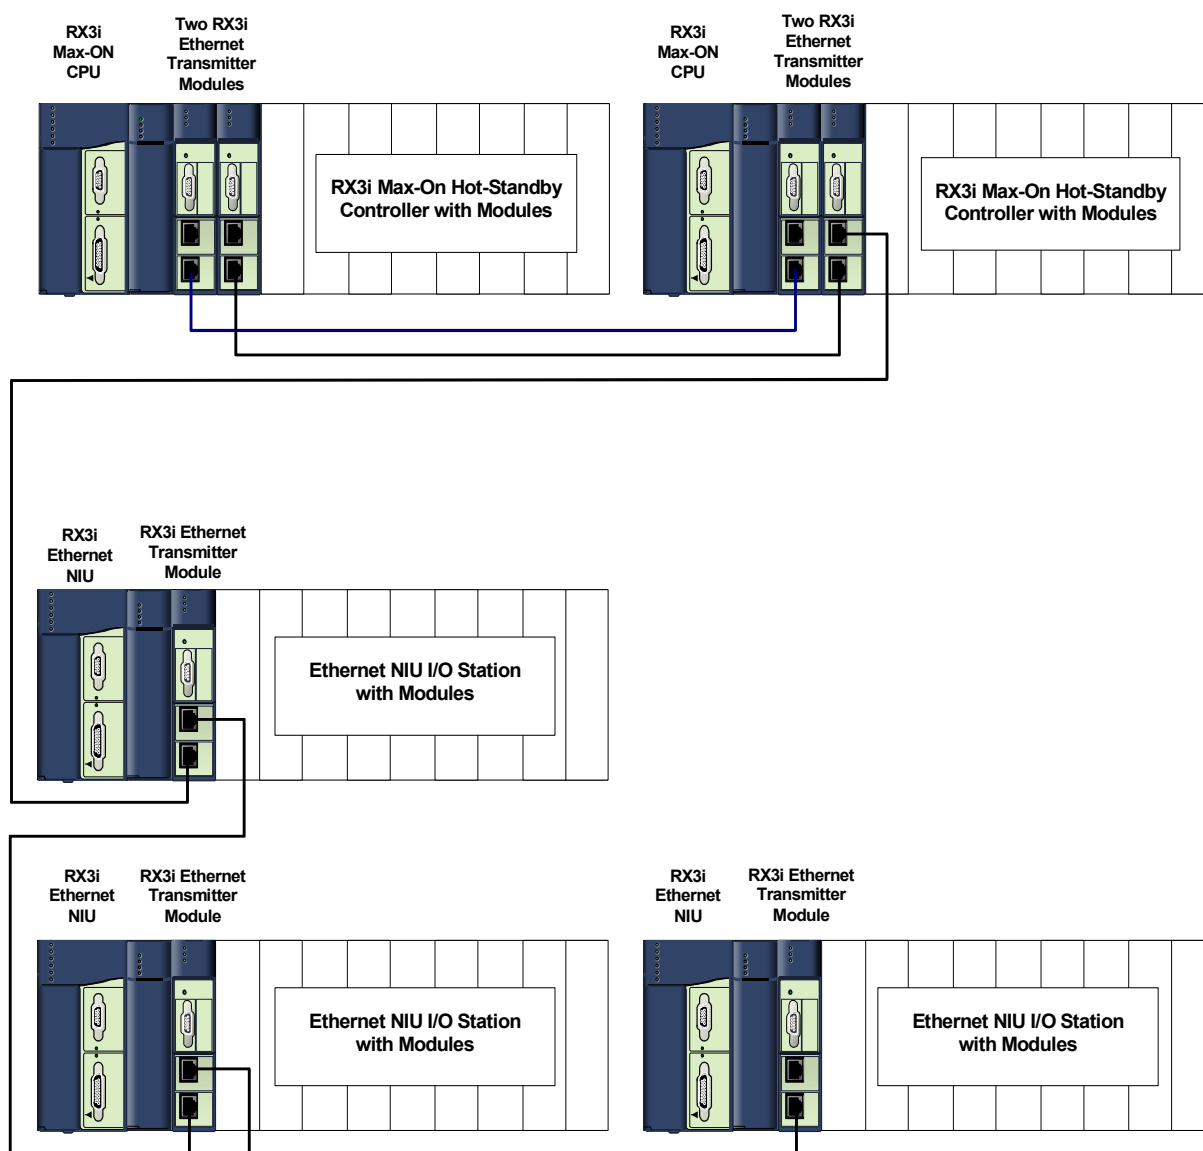 RX3i
Max-ON
CPU
Two RX3i
Ethernet
Transmitter
Modules
RX3i
Max-ON
CPU
Two RX3i
Ethernet
Transmitter
Modules
RX3i Max-On Hot-Standby
Controller with Modules
RX3i Max-On Hot-Standby
Controller with Modules
RX3i
Ethernet
NIU
RX3i Ethernet
Transmitter
Module
Ethernet NIU I/O Station
with Modules
RX3i
Ethernet
NIU
RX3i Ethernet
Transmitter
Module
RX3i
Ethernet
NIU
RX3i Ethernet
Transmitter
Module
Ethernet NIU I/O Station
with Modules
Ethernet NIU I/O Station
with Modules